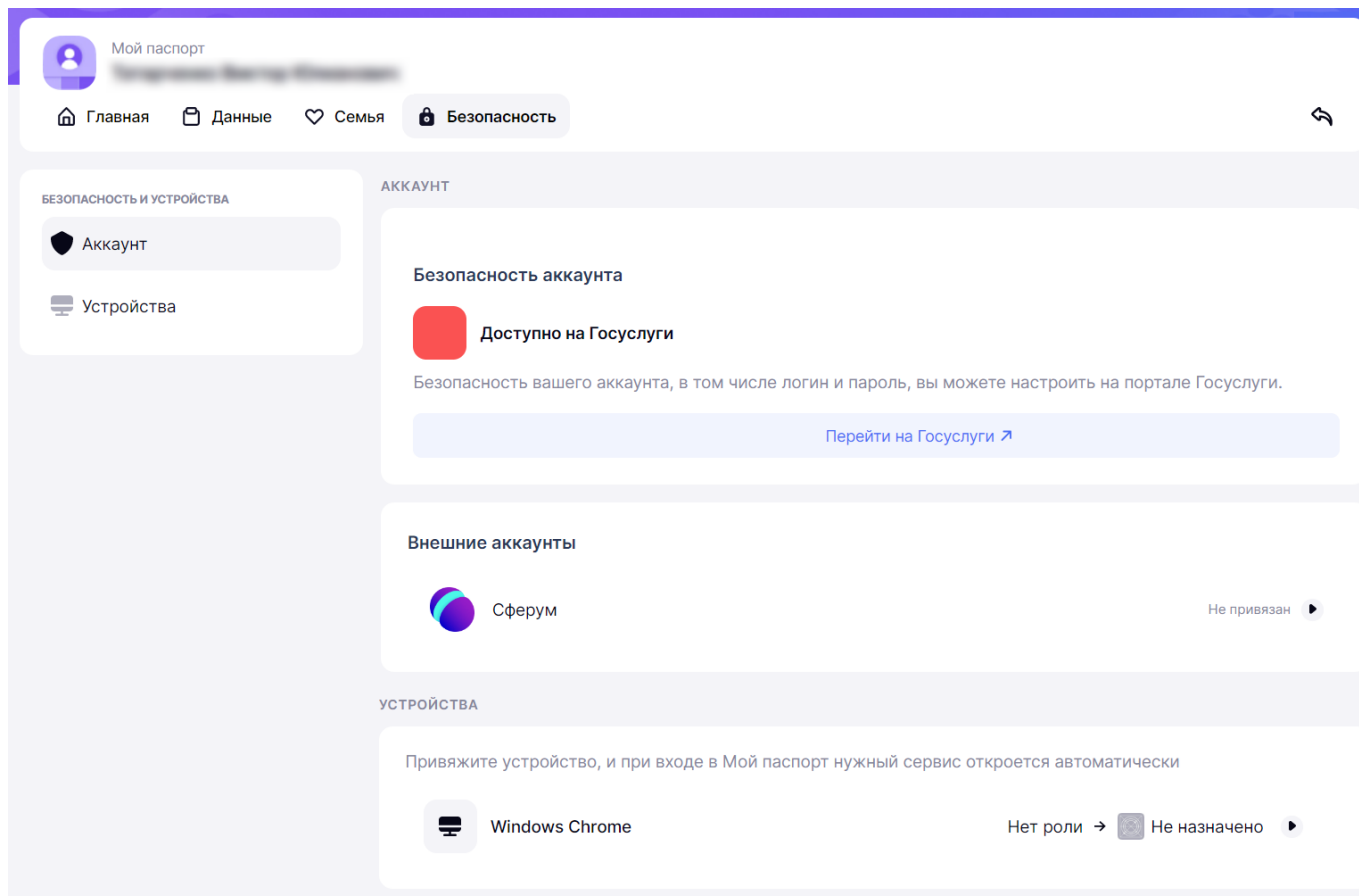 Мой паспорт
Главная
Данные
Семья
Безопасность
БЕЗОПАСНОСТЬ И УСТРОЙСТВА
Аккаунт
Устройства
АККАУНТ
Безопасность аккаунта
Доступно на Госуслуги
Безопасность вашего аккаунта, в том числе логин и пароль, вы можете настроить на портале Госуслуги.
Перейти на Госуслуги
Внешние аккаунты
Сферум
Не привязан
УСТРОЙСТВА
Привяжите устройство, и при входе в Мой паспорт нужный сервис откроется автоматически
Windows Chrome
Нет роли → Не назначено